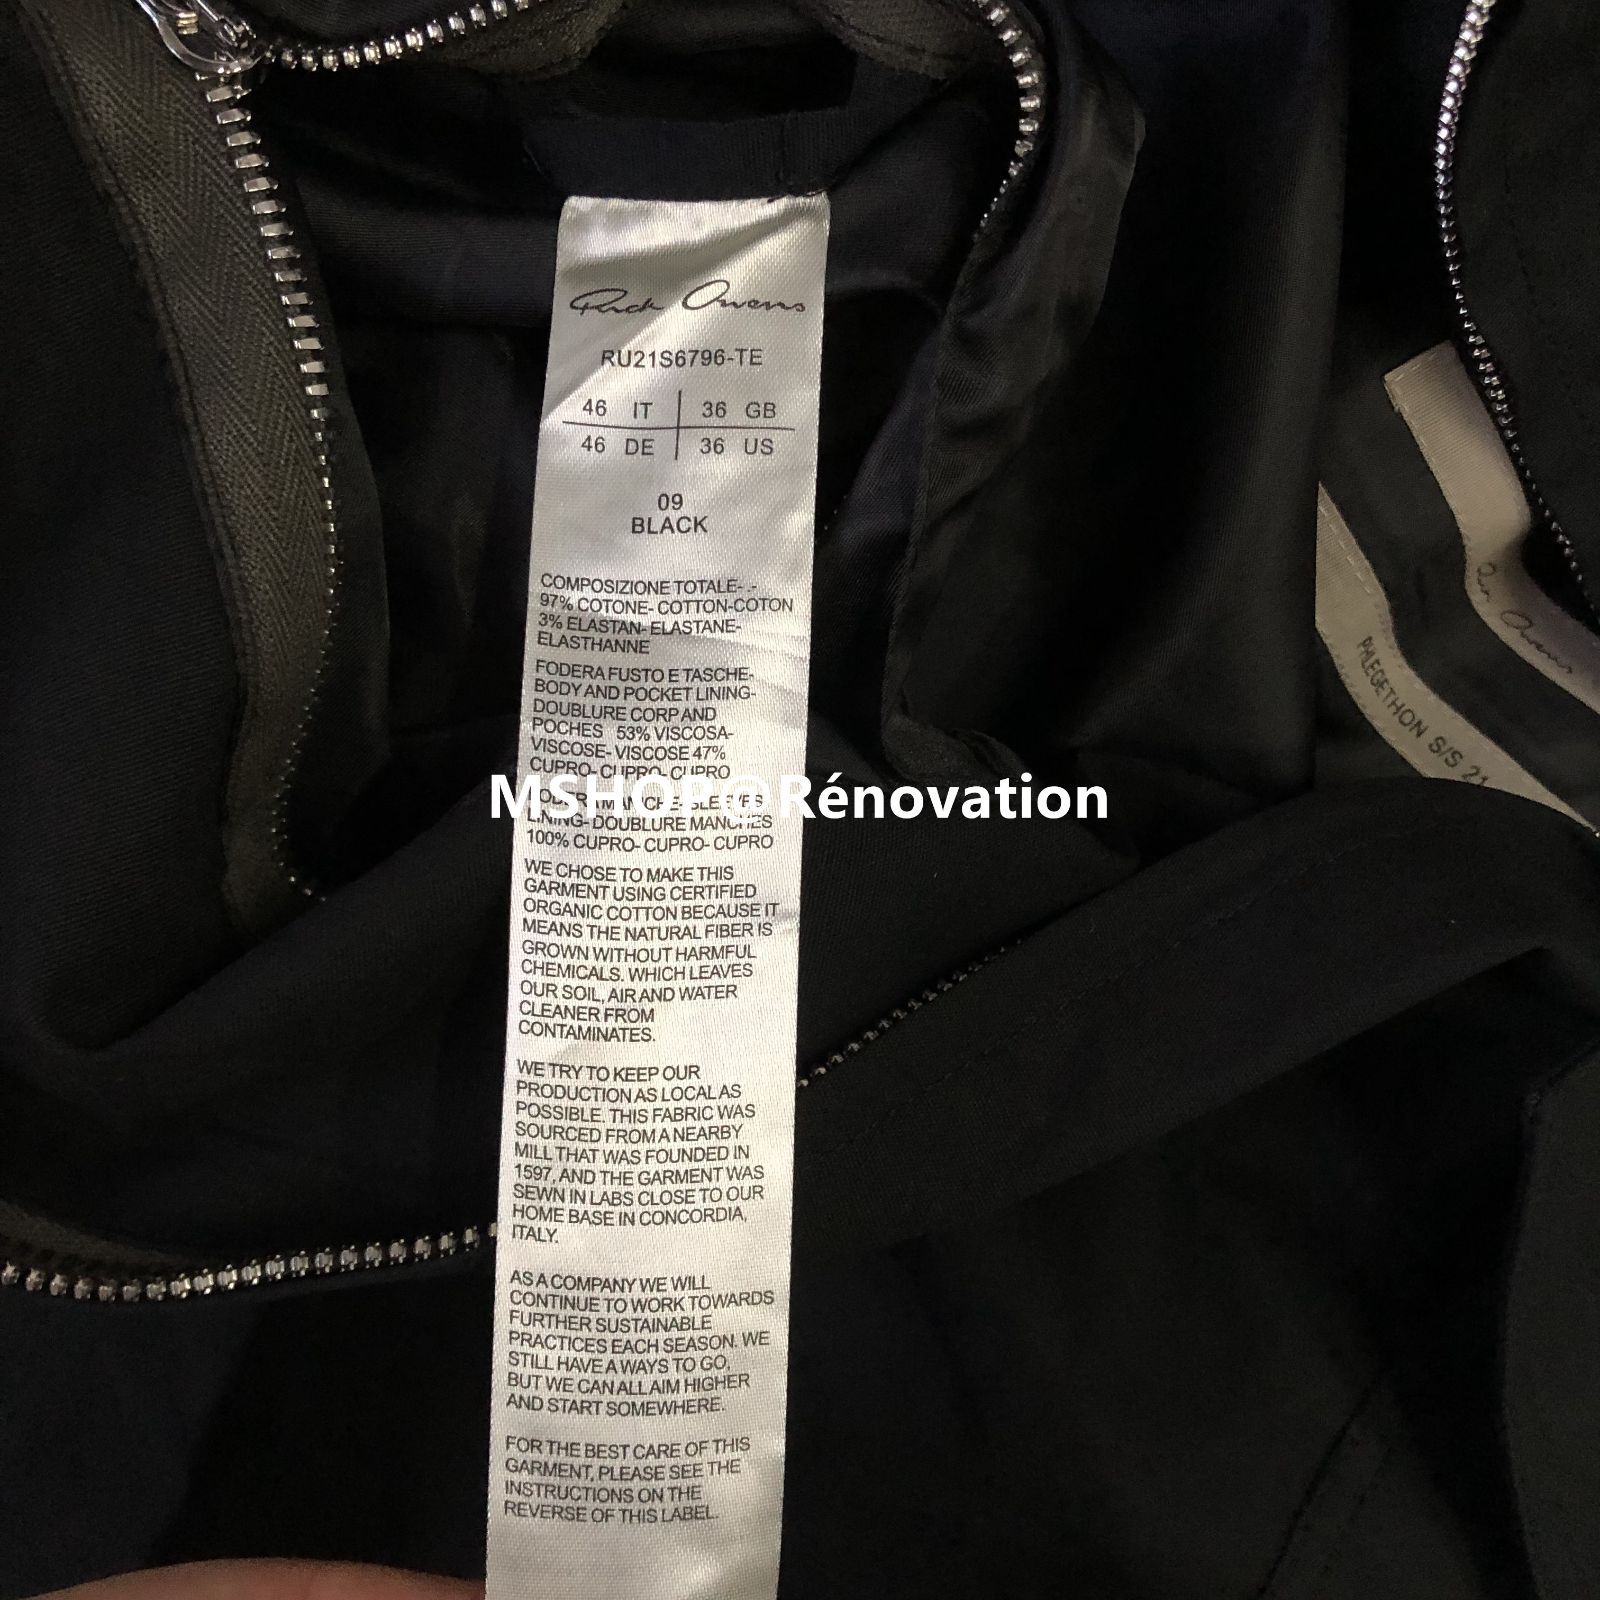 Rick Owens
RU21S6796-TE
46 IT 36 GB
46 DE 36 US
09
BLACK
COMPOSIZIONE TOTALE- .-
97% COTONE- COTTON-COTON
3% ELASTAN- ELASTANE-
ELASTHANNE
FODERA FUSTO E TASCHE-
BODY AND POCKET LINING-
DOUBLURE CORP AND
POCHES 53% VISCOSA-
VISCOSE- VISCOSE 47%
CUPRO- CUPRO- CUPRO
MSHOP@Rénovation
FODERA MANICHE- SLEEVES
LINING- DOUBLURE MANCHES
100% CUPRO- CUPRO- CUPRO
WE CHOSE TO MAKE THIS
GARMENT USING CERTIFIED
ORGANIC COTTON BECAUSE IT
MEANS THE NATURAL FIBER IS
GROWN WITHOUT HARMFUL
CHEMICALS. WHICH LEAVES
OUR SOIL, AIR AND WATER
CLEANER FROM
CONTAMINATES.
WE TRY TO KEEP OUR
PRODUCTION AS LOCAL AS
POSSIBLE. THIS FABRIC WAS
SOURCED FROM A NEARBY
MILL THAT WAS FOUNDED IN
1597, AND THE GARMENT WAS
SEWN IN LABS CLOSE TO OUR
HOME BASE IN CONCORDIA,
ITALY.
AS A COMPANY WE WILL
CONTINUE TO WORK TOWARDS
FURTHER SUSTAINABLE
PRACTICES EACH SEASON. WE
STILL HAVE A WAYS TO GO,
BUT WE CAN ALL AIM HIGHER
AND START SOMEWHERE.
FOR THE BEST CARE OF THIS
GARMENT, PLEASE SEE THE
INSTRUCTIONS ON THE
REVERSE OF THIS LABEL.
Owens
PHLEGETHON S/S 21